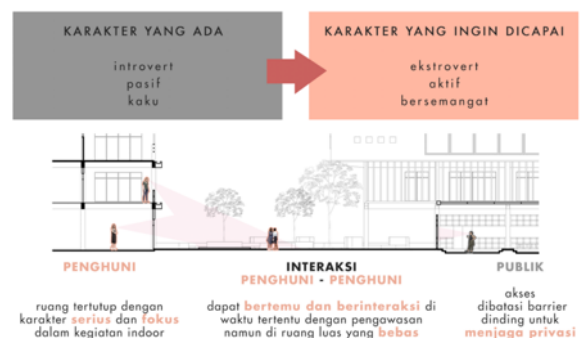 KARAKTER YANG ADA
introvert
pasif
kaku
KARAKTER YANG INGIN DICAPAI
ekstrovert
aktif
bersemangat
PENGHUNI
ruang tertutup dengan
karakter serius dan fokus
dalam kegiatan indoor
INTERAKSI
PENGHUNI - PENGHUNI
dapat bertemu dan berinteraksi di
waktu tertentu dengan pengawasan
namun di ruang luas yang bebas
PUBLIK
akses
dibatasi barrier
dinding untuk
menjaga privasi